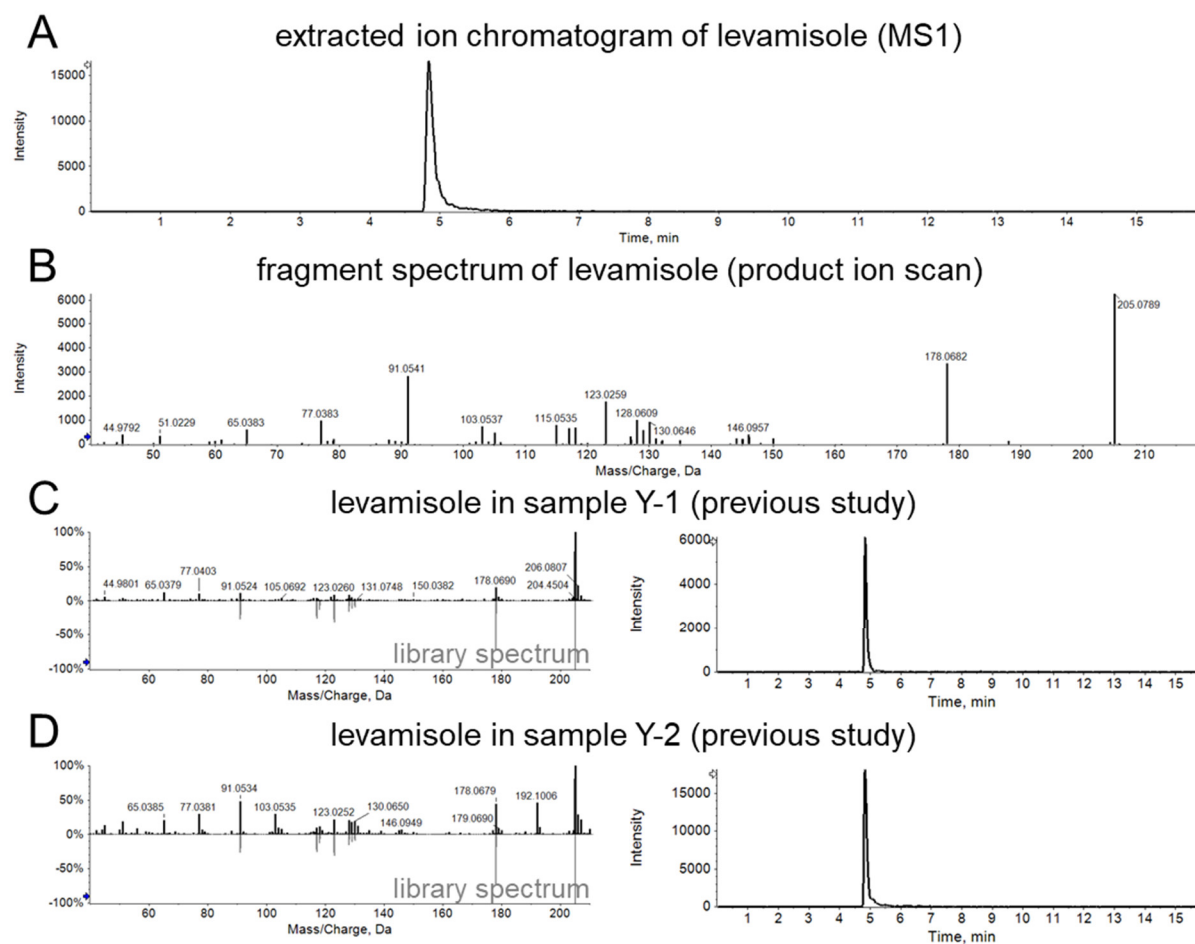 A
extracted ion chromatogram of levamisole (MS1)
Intensity
15000
10000
5000
0
1 2 3 4 5 6 7 8 9 10 11 12 13 14 15
Time, min
B
fragment spectrum of levamisole (product ion scan)
Intensity
6000
5000
4000
3000
2000
1000
0
44.9792
51.0229
65.0383
77.0383
91.0541
103.0537
115.0535
123.0259
128.0609
130.0646
146.0957
178.0682
205.0789
50 60 70 80 90 100 110 120 130 140 150 160 170 180 190 200 210
Mass/Charge, Da
C
levamisole in sample Y-1 (previous study)
100%
50%
0%
-50%
-100%
44.9801
65.0379
77.0403
91.0524
105.0692
123.0260
131.0748
150.0382
178.0690
206.0807
204.4504
library spectrum
60 80 100 120 140 160 180 200
Mass/Charge, Da
Intensity
6000
4000
2000
0
1 2 3 4 5 6 7 8 9 10 11 12 13 14 15
Time, min
D
levamisole in sample Y-2 (previous study)
100%
50%
0%
-50%
-100%
65.0385
77.0381
91.0534
103.0535
123.0252
130.0650
146.0949
178.0679
179.0690
192.1006
library spectrum
60 80 100 120 140 160 180 200
Mass/Charge, Da
Intensity
15000
10000
5000
0
1 2 3 4 5 6 7 8 9 10 11 12 13 14 15
Time, min